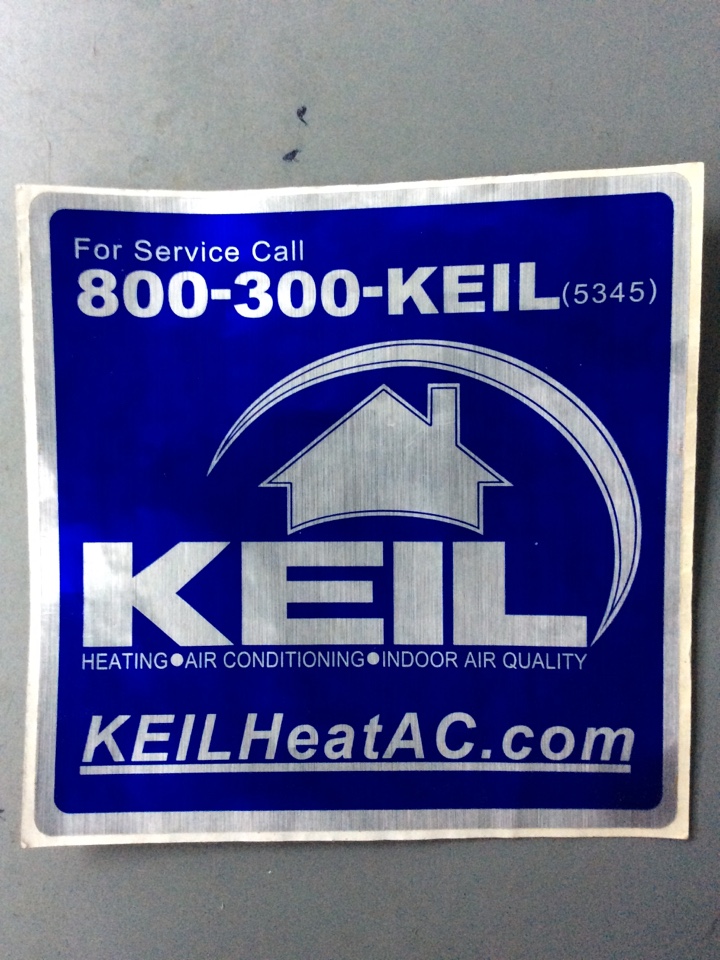 For Service Call
800-300-KEIL(5345)
KEIL
HEATING●AIR CONDITIONING●INDOOR AIR QUALITY
KEILHeatAC.com